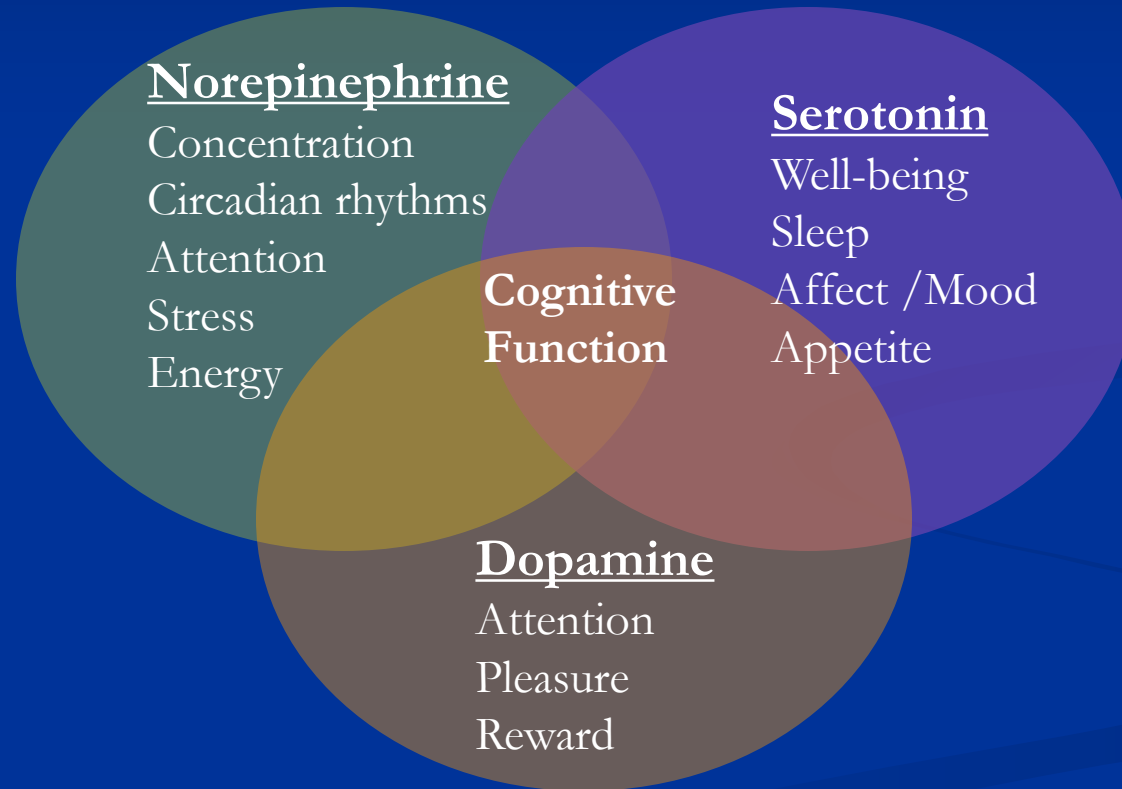 Norepinephrine
Concentration
Circadian rhythms
Attention
Stress
Energy
Serotonin
Well-being
Sleep
Affect /Mood
Appetite
Cognitive
Function
Dopamine
Attention
Pleasure
Reward